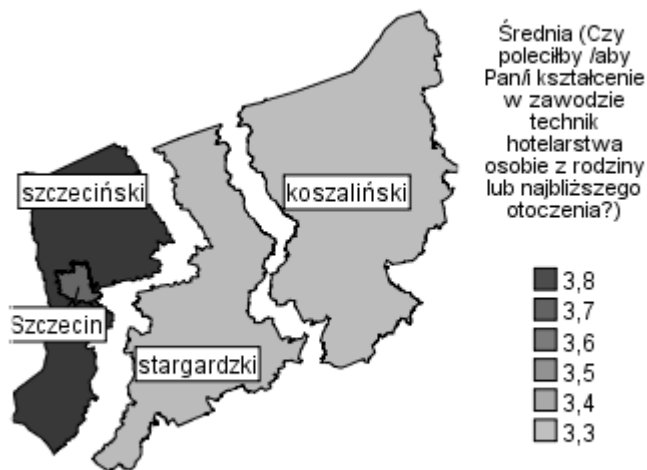 Średnia (Czy
poleciłby /aby
Pan/i kształcenie
w zawodzie
technik
hotelarstwa
osobie z rodziny
lub najbliższego
otoczenia?)
szczeciński
koszaliński
Szczecin
stargardzki
3,8
3,7
3,6
3,5
3,4
3,3